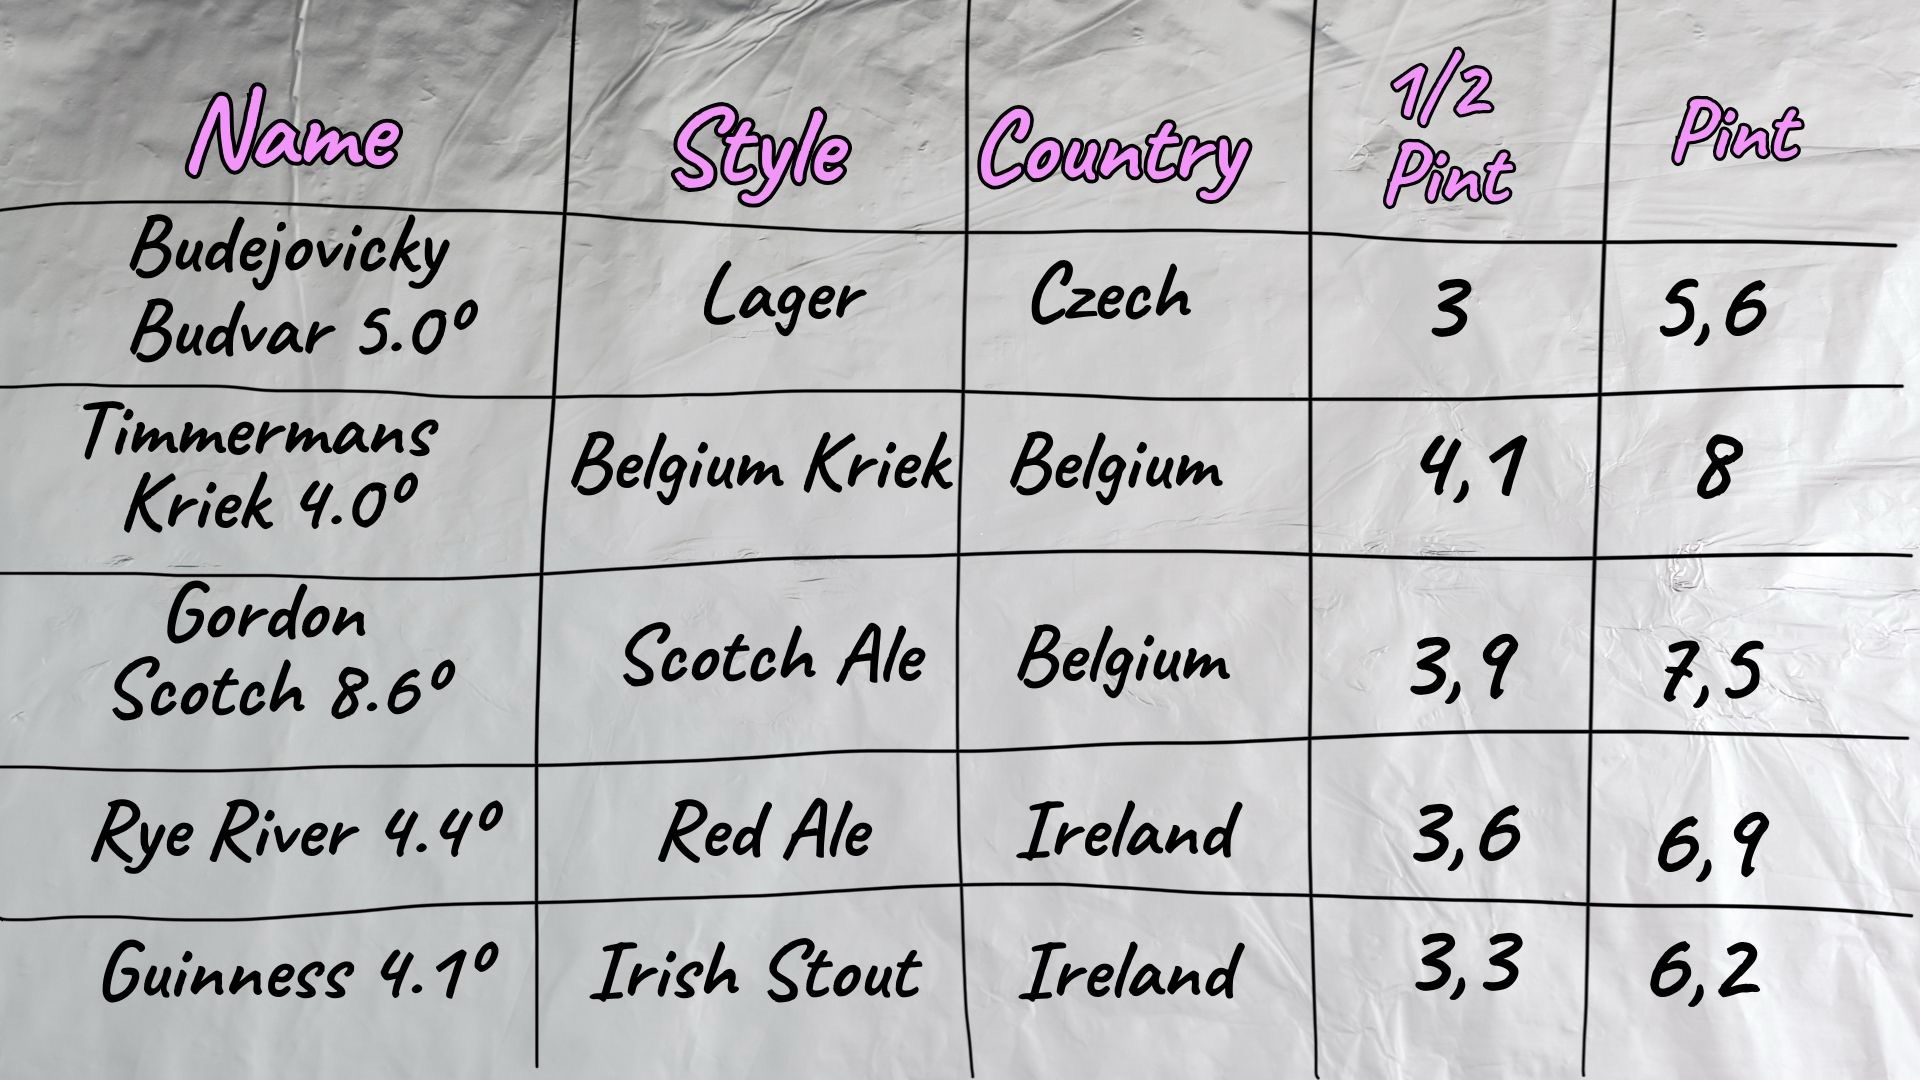 Name Style Country 1/2 Pint Pint
Budejovicky
Budvar 5.0º Lager Czech 3 5,6
Timmermans
Kriek 4.0º Belgium Kriek Belgium 4,1 8
Gordon
Scotch 8.6º Scotch Ale Belgium 3,9 7,5
Rye River 4.4º Red Ale Ireland 3,6 6,9
Guinness 4.1º Irish Stout Ireland 3,3 6,2